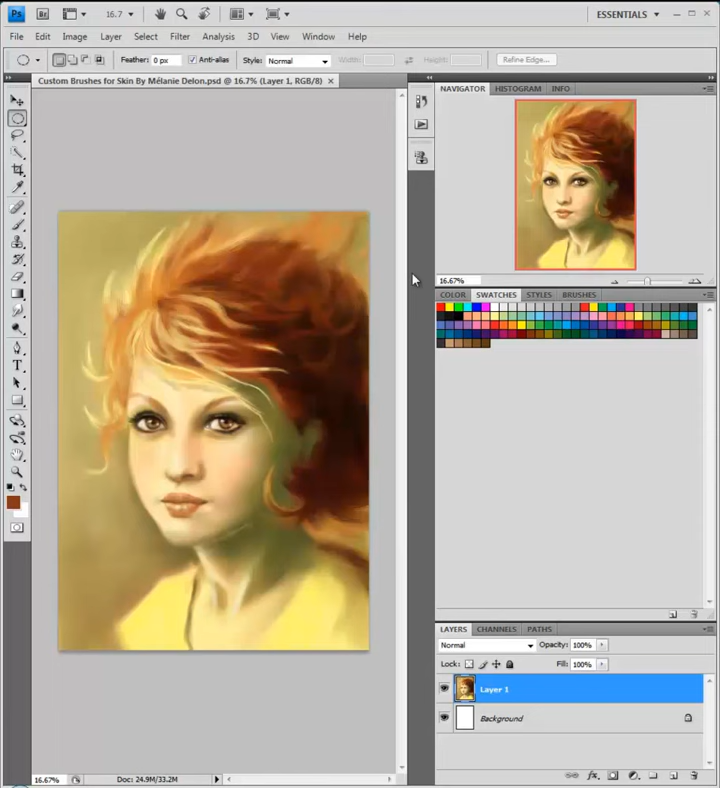 Ps Br 16.7 ESSENTIALS
File Edit Image Layer Select Filter Analysis 3D View Window Help
Feather: 0 px Anti-alias Style: Normal Width: Height: Refine Edge...
Custom Brushes for Skin By Mélanie Delon.psd @ 16.7% (Layer 1, RGB/8)
NAVIGATOR HISTOGRAM INFO
16.67%
COLOR SWATCHES STYLES BRUSHES
T
LAYERS CHANNELS PATHS
Normal Opacity: 100%
Lock: Fill: 100%
Layer 1
Background
fx
16.67% Doc: 24.9M/33.2M